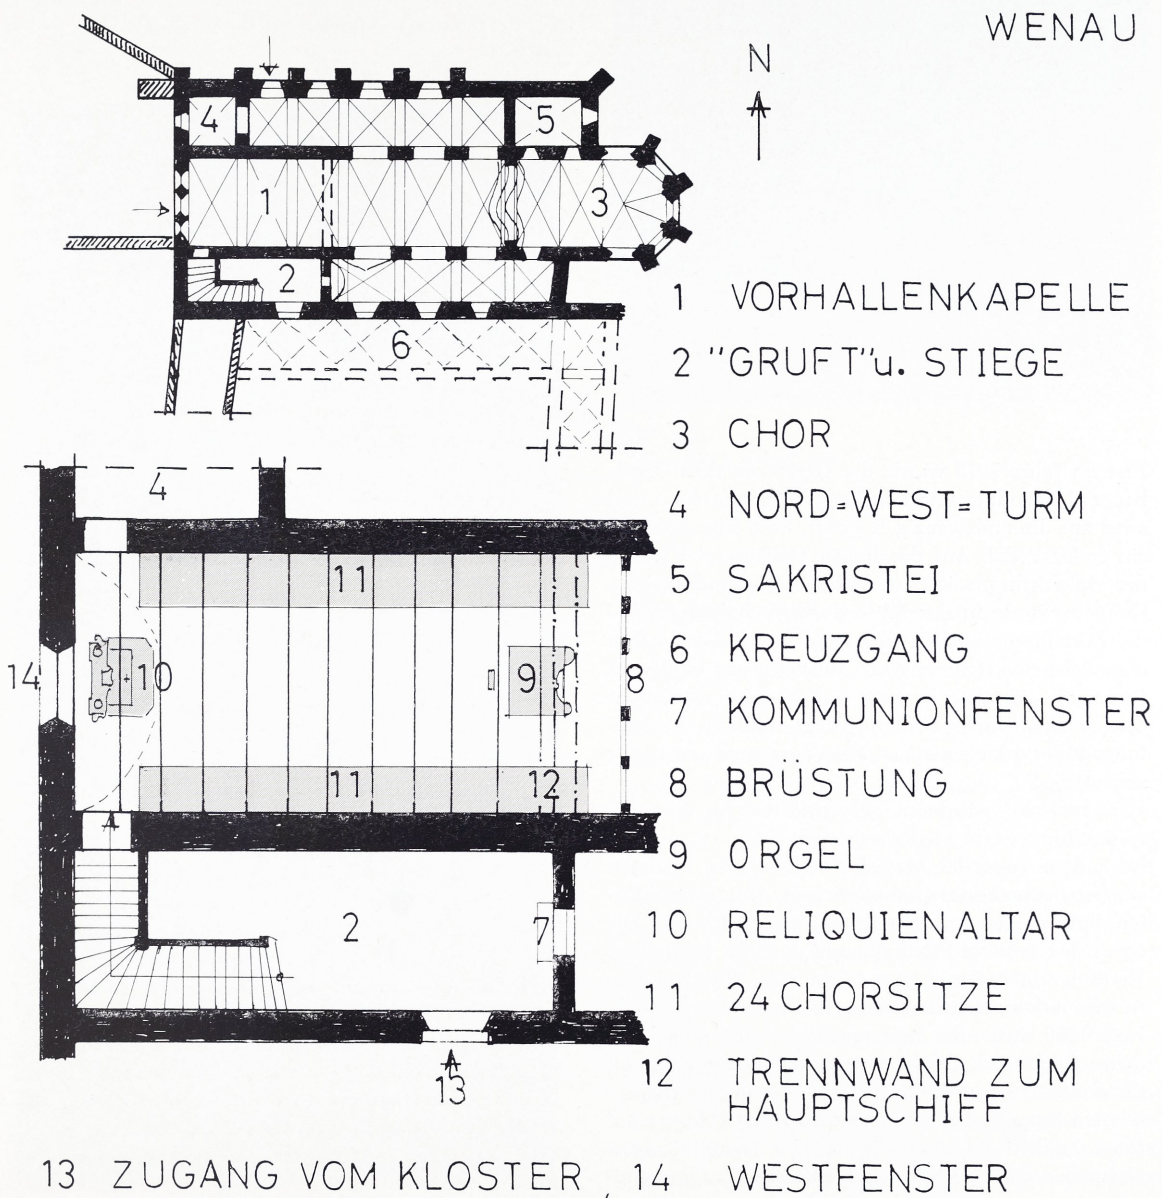 WENAU
N
4
5
1
3
2
6
1 VORHALLENKAPELLE
2 "GRUFT"u. STIEGE
3 CHOR
4 NORD=WEST=TURM
5 SAKRISTEI
6 KREUZGANG
7 KOMMUNIONFENSTER
8 BRÜSTUNG
9 ORGEL
10 RELIQUIENALTAR
11 24 CHORSITZE
12 TRENNWAND ZUM
HAUPTSCHIFF
13 ZUGANG VOM KLOSTER
14 WESTFENSTER
4
11
14
10
9
8
11
12
2
7
13